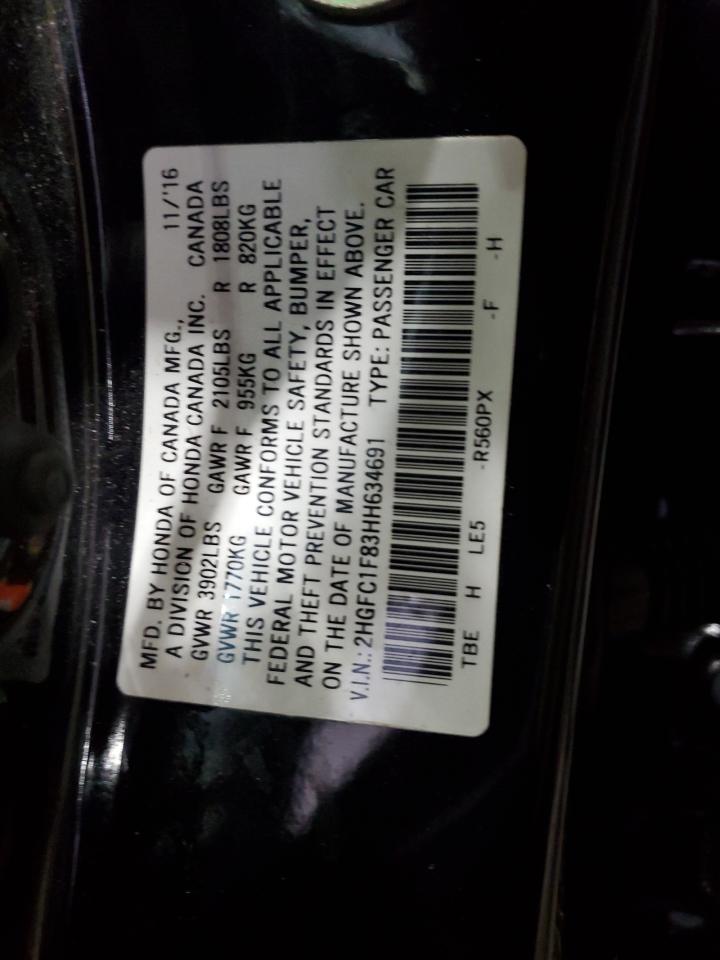 MFD. BY HONDA OF CANADA MFG., 11/'16
A DIVISION OF HONDA CANADA INC. CANADA
GVWR 3902LBS GAWR F 2105LBS R 1808LBS
GVWR 1770KG GAWR F 955KG R 820KG
THIS VEHICLE CONFORMS TO ALL APPLICABLE
FEDERAL MOTOR VEHICLE SAFETY, BUMPER,
AND THEFT PREVENTION STANDARDS IN EFFECT
ON THE DATE OF MANUFACTURE SHOWN ABOVE.
V.I.N.: 2HGFC1F83HH634691 TYPE: PASSENGER CAR
TBE H LE5 -R560PX -F -H